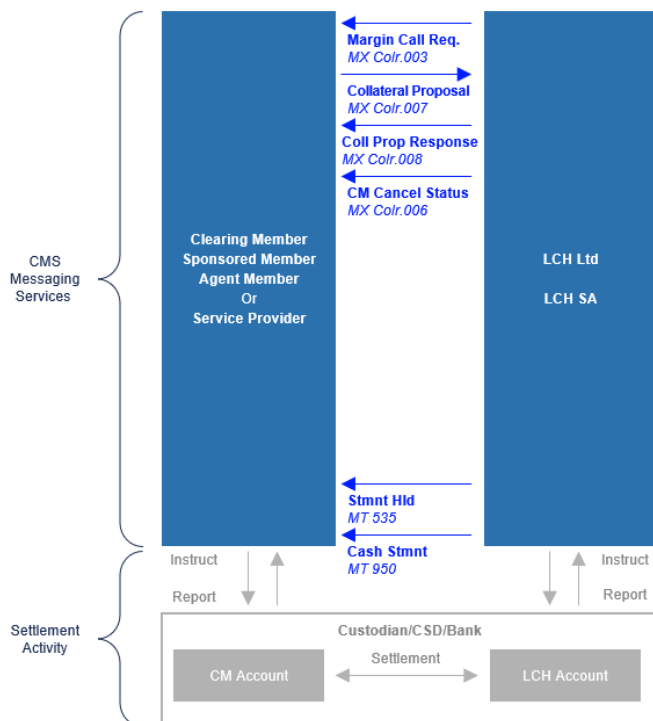 Margin Call Req.
MX Colr.003
Collateral Proposal
MX Colr.007
Coll Prop Response
MX Colr.008
CM Cancel Status
MX Colr.006
CMS
Messaging
Services
Clearing Member
Sponsored Member
Agent Member
Or
Service Provider
LCH Ltd
LCH SA
Stmnt Hld
MT 535
Cash Stmnt
MT 950
Instruct
Report
Instruct
Report
Settlement
Activity
Custodian/CSD/Bank
CM Account
Settlement
LCH Account